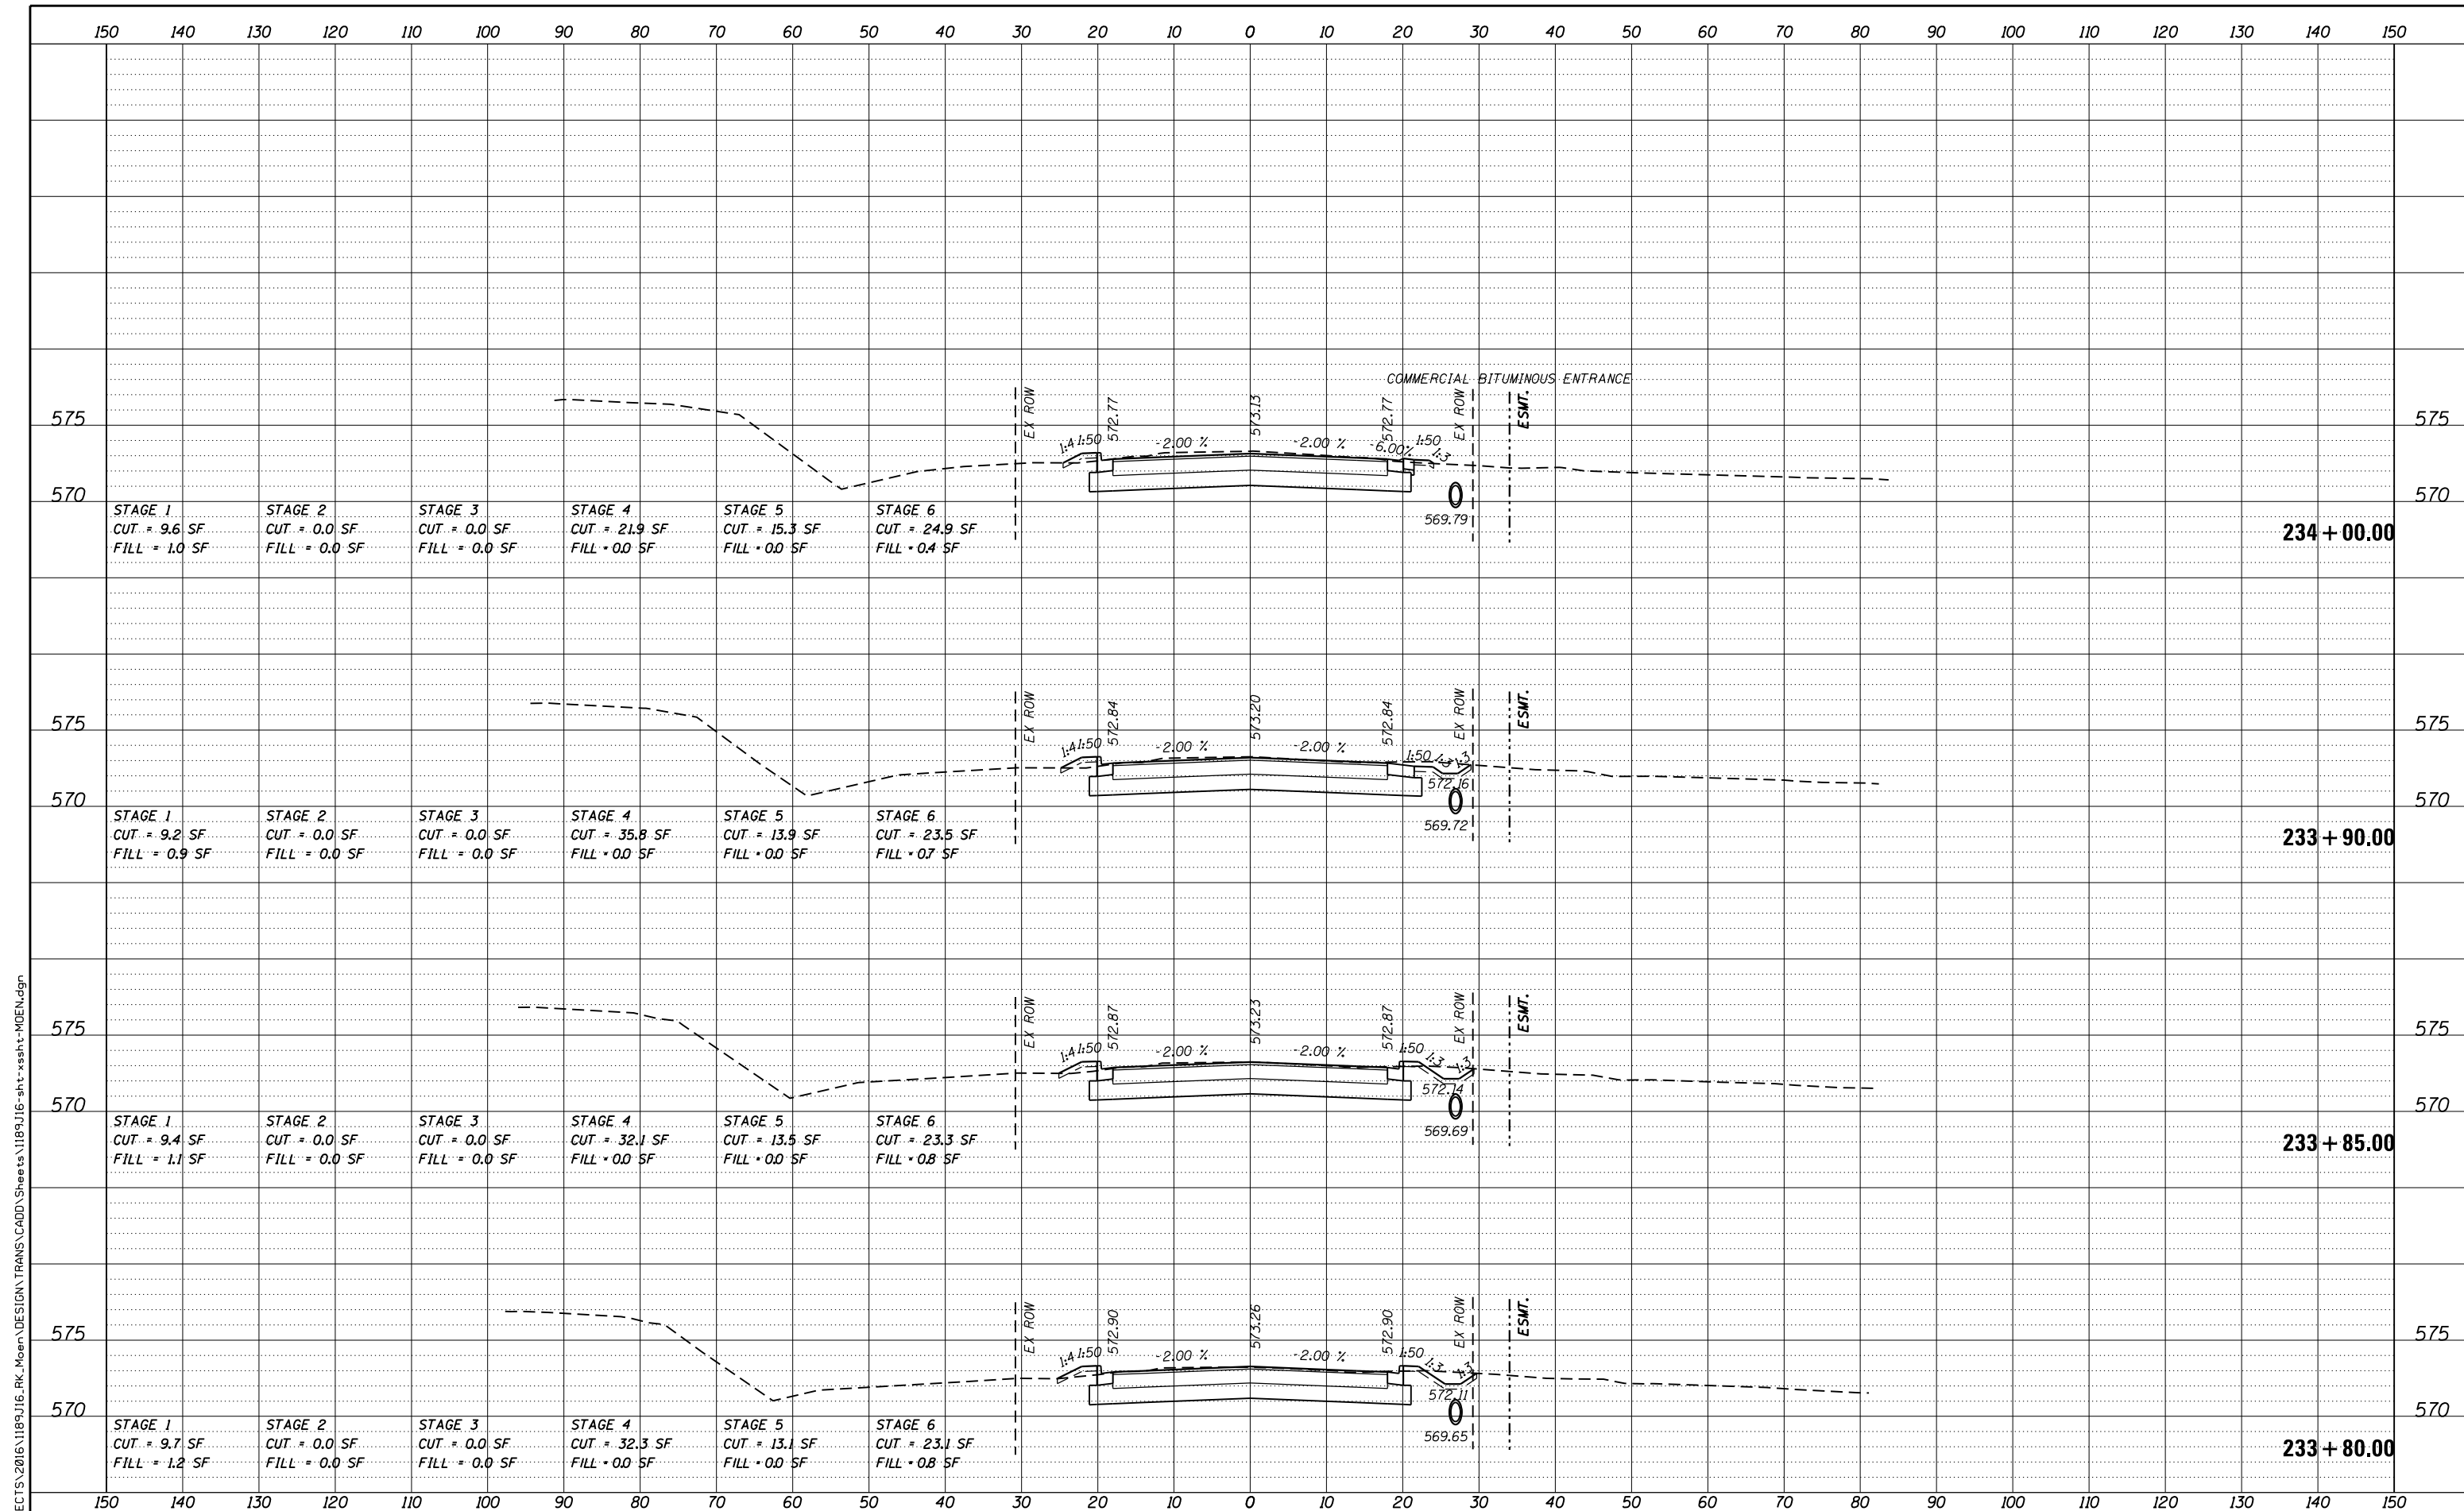 150 140 130 120 110 100 90 80 70 60 50 40 30 20 10 0 10 20 30 40 50 60 70 80 90 100 110 120 130 140 150
COMMERCIAL BITUMINOUS ENTRANCE
EX ROW 572.77 573.13 572.77 EX ROW ESMT.
575 575
1:4 1:50 -2.00 % -2.00 % -6.00% 1:50 1:3
570 570
569.79
STAGE 1 STAGE 2 STAGE 3 STAGE 4 STAGE 5 STAGE 6
CUT = 9.6 SF CUT = 0.0 SF CUT = 0.0 SF CUT = 21.9 SF CUT = 15.3 SF CUT = 24.9 SF
234+00.00
FILL = 1.0 SF FILL = 0.0 SF FILL = 0.0 SF FILL = 0.0 SF FILL = 0.0 SF FILL = 0.4 SF
EX ROW 572.84 573.20 572.84 EX ROW ESMT.
575 575
1:4 1:50 -2.00 % -2.00 % 1:50 1:3 1:3
572.16
570 570
569.72
STAGE 1 STAGE 2 STAGE 3 STAGE 4 STAGE 5 STAGE 6
CUT = 9.2 SF CUT = 0.0 SF CUT = 0.0 SF CUT = 35.8 SF CUT = 13.9 SF CUT = 23.5 SF
233+90.00
FILL = 0.9 SF FILL = 0.0 SF FILL = 0.0 SF FILL = 0.0 SF FILL = 0.0 SF FILL = 0.7 SF
EX ROW 572.87 573.23 572.87 EX ROW ESMT.
575 575
1:4 1:50 -2.00 % -2.00 % 1:50 1:3 1:3
572.14
570 570
569.69
STAGE 1 STAGE 2 STAGE 3 STAGE 4 STAGE 5 STAGE 6
CUT = 9.4 SF CUT = 0.0 SF CUT = 0.0 SF CUT = 32.1 SF CUT = 13.5 SF CUT = 23.3 SF
233+85.00
FILL = 1.1 SF FILL = 0.0 SF FILL = 0.0 SF FILL = 0.0 SF FILL = 0.0 SF FILL = 0.8 SF
EX ROW 572.90 573.26 572.90 EX ROW ESMT.
575 575
1:4 1:50 -2.00 % -2.00 % 1:50 1:3 1:3
572.11
570 570
569.65
STAGE 1 STAGE 2 STAGE 3 STAGE 4 STAGE 5 STAGE 6
CUT = 9.7 SF CUT = 0.0 SF CUT = 0.0 SF CUT = 32.3 SF CUT = 13.1 SF CUT = 23.1 SF
233+80.00
FILL = 1.2 SF FILL = 0.0 SF FILL = 0.0 SF FILL = 0.0 SF FILL = 0.0 SF FILL = 0.8 SF
150 140 130 120 110 100 90 80 70 60 50 40 30 20 10 0 10 20 30 40 50 60 70 80 90 100 110 120 130 140 150
ECTS\2016\1189J16_RK_Moen\DESIGN\TRANS\CADD\Sheets\1189J16-sht-xssht-MOEN.dgn